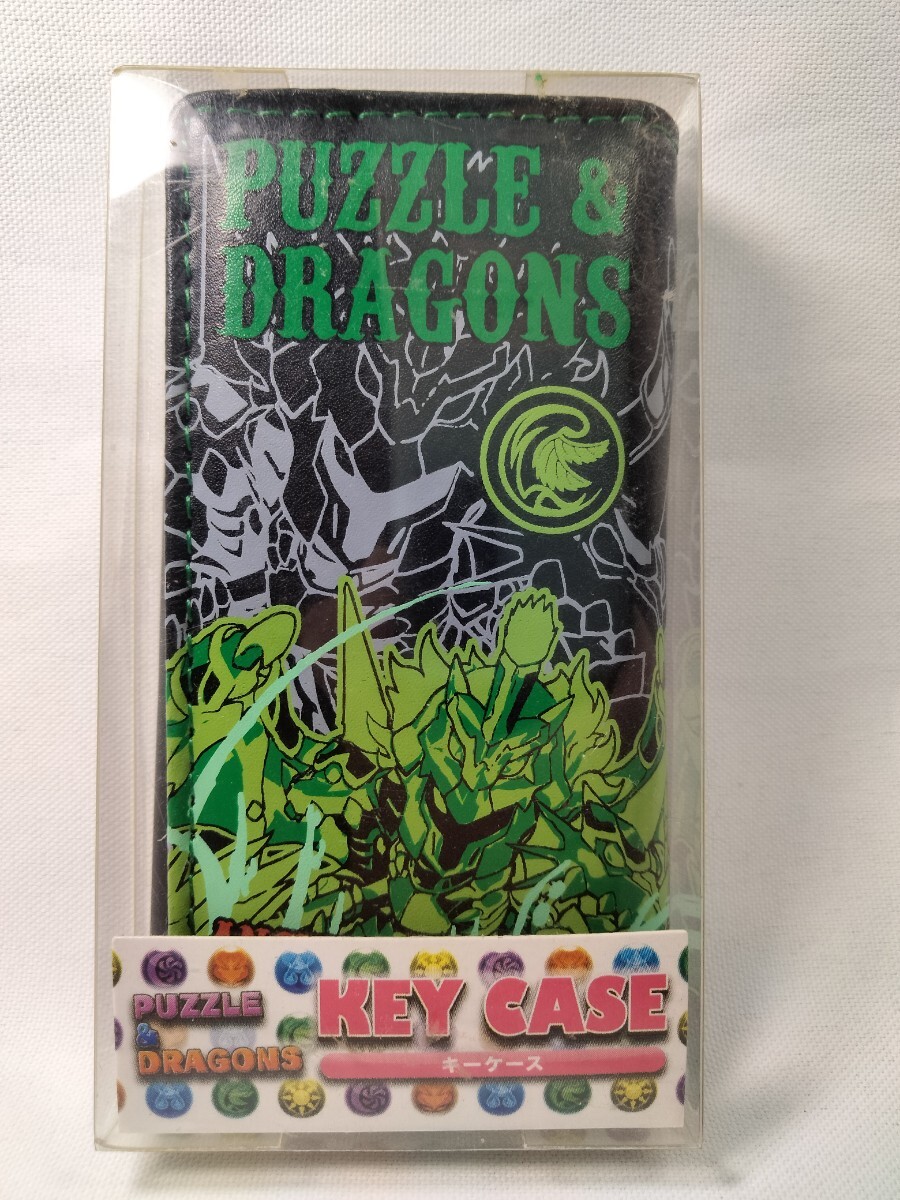 PUZZLE &
DRAGONS
PUZZLE
&
DRAGONS
KEY CASE
キーケース